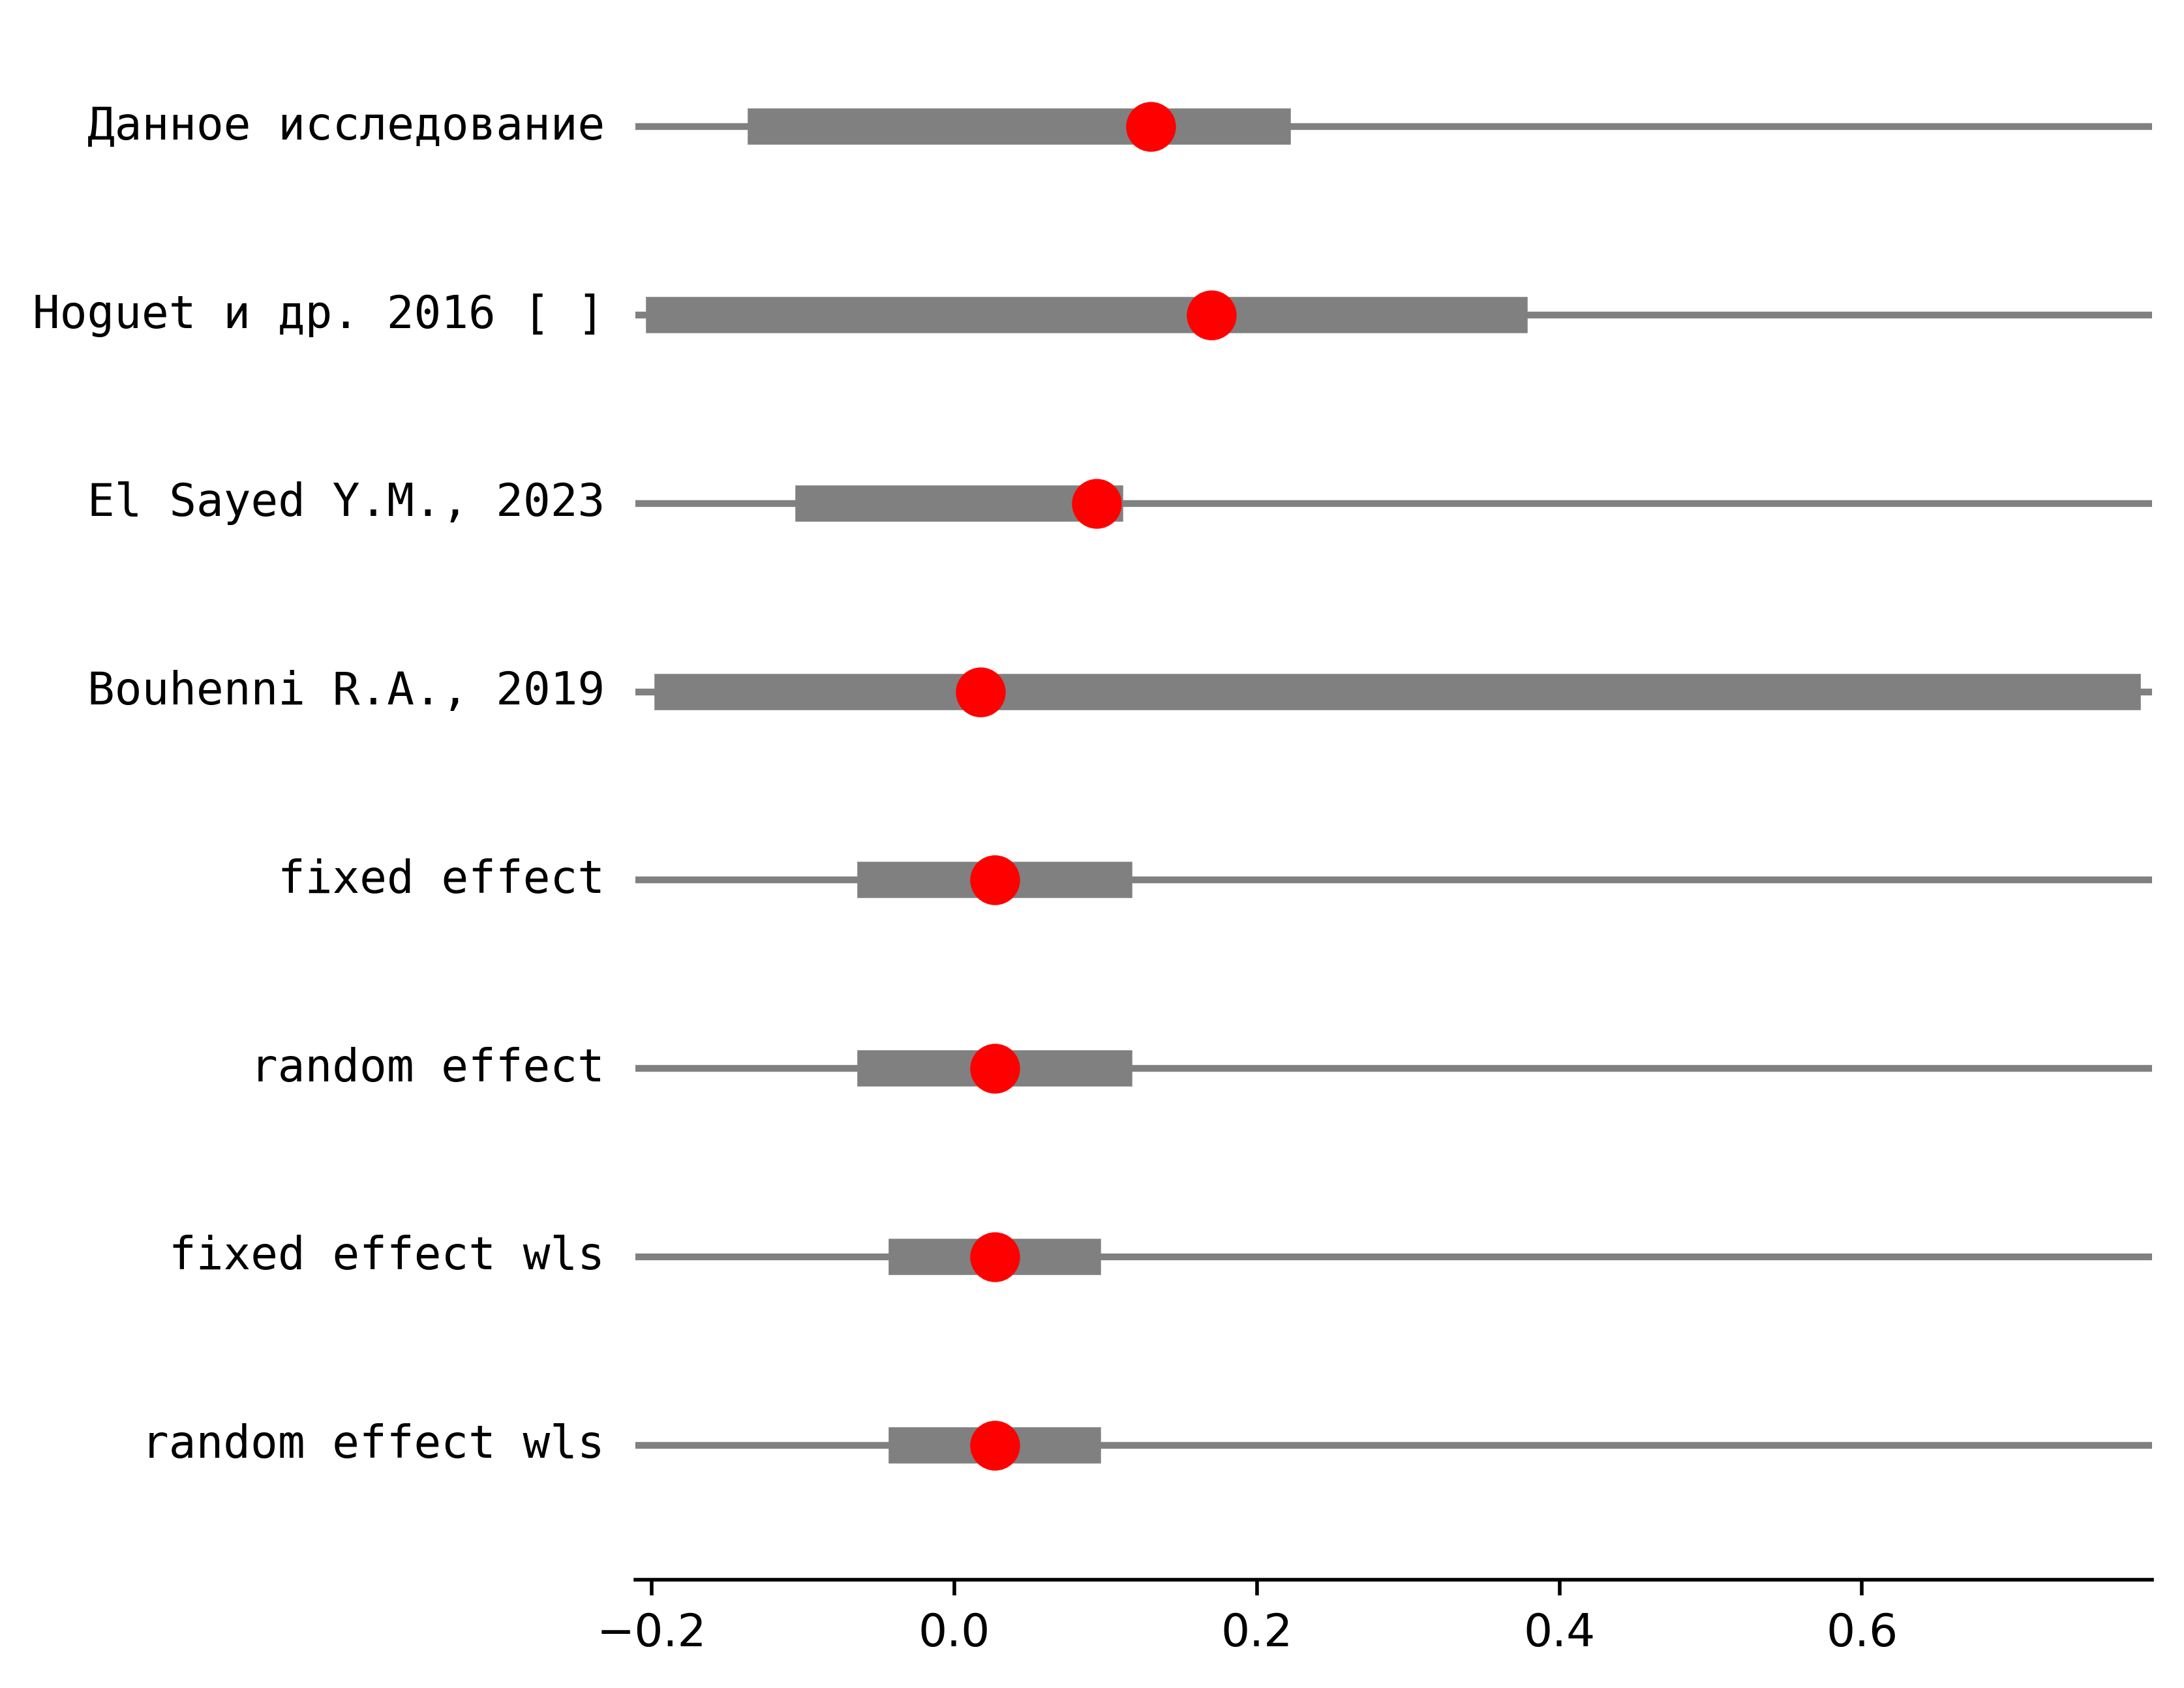 Данное исследование
Hoguet и др. 2016 [ ]
El Sayed Y.M., 2023
Bouhenni R.A., 2019
fixed effect
random effect
fixed effect wls
random effect wls
−0.2 0.0 0.2 0.4 0.6